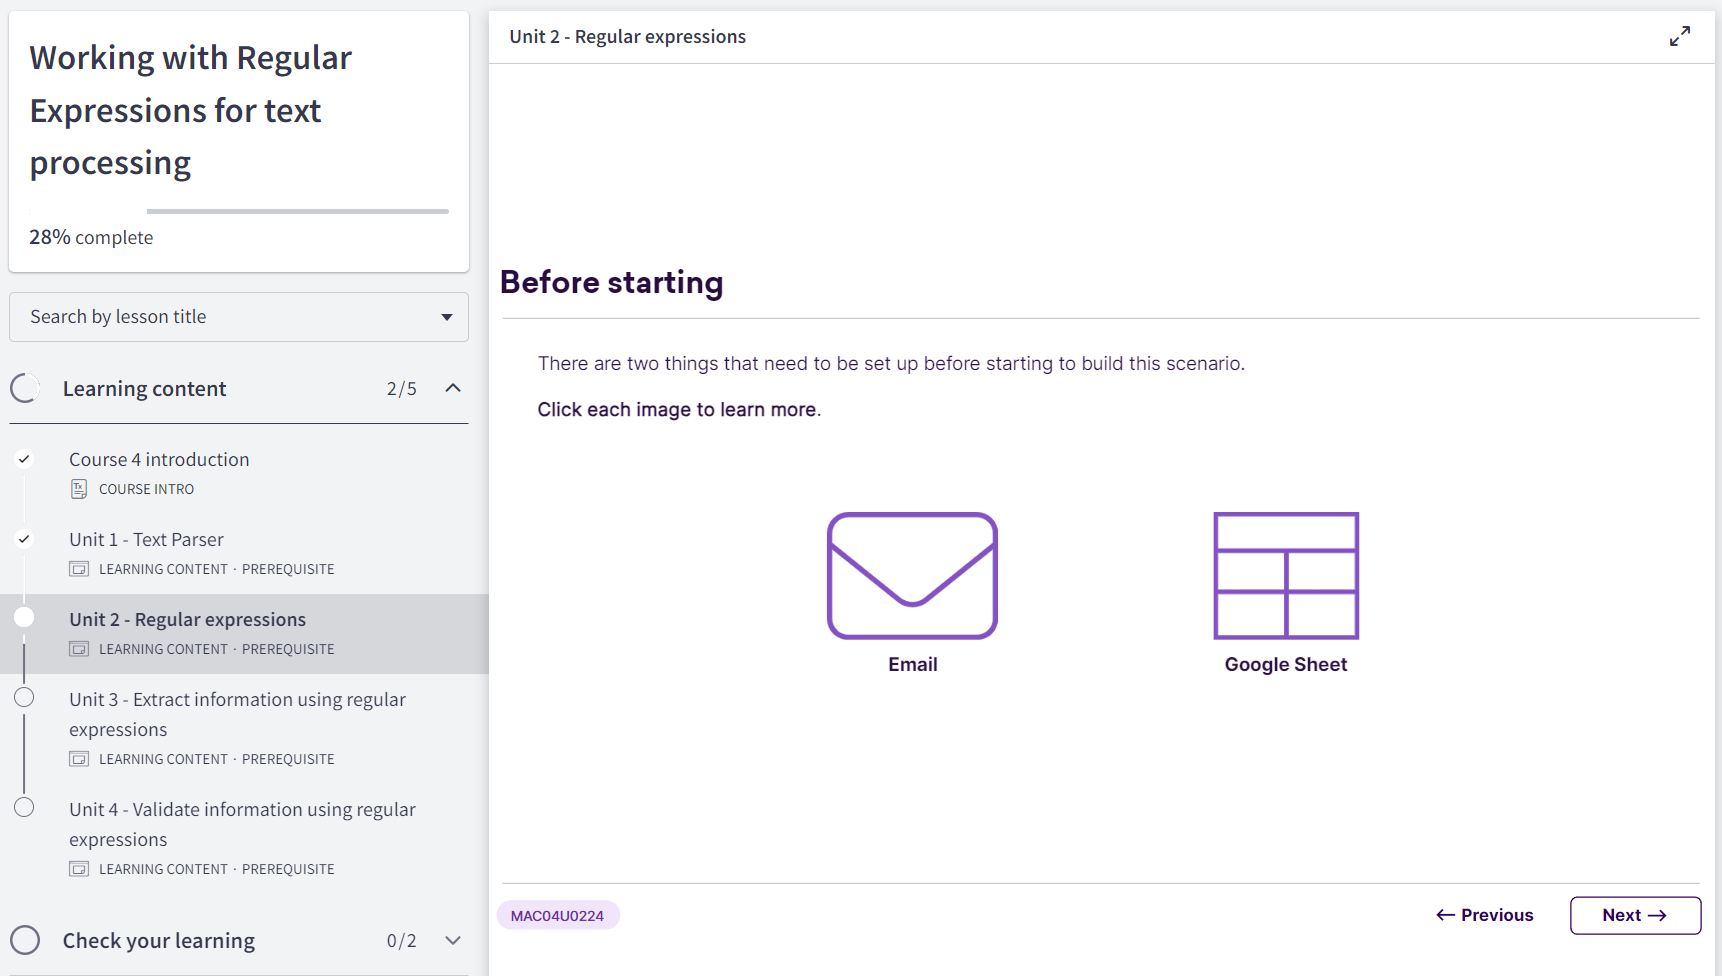 Working with Regular
Expressions for text
processing
28% complete
Search by lesson title
Learning content 2/5
Course 4 introduction
COURSE INTRO
Unit 1 - Text Parser
LEARNING CONTENT · PREREQUISITE
Unit 2 - Regular expressions
LEARNING CONTENT · PREREQUISITE
Unit 3 - Extract information using regular
expressions
LEARNING CONTENT · PREREQUISITE
Unit 4 - Validate information using regular
expressions
LEARNING CONTENT · PREREQUISITE
Check your learning 0/2
Unit 2 - Regular expressions
Before starting
There are two things that need to be set up before starting to build this scenario.
Click each image to learn more.
Email
Google Sheet
MAC04U0224
← Previous
Next →